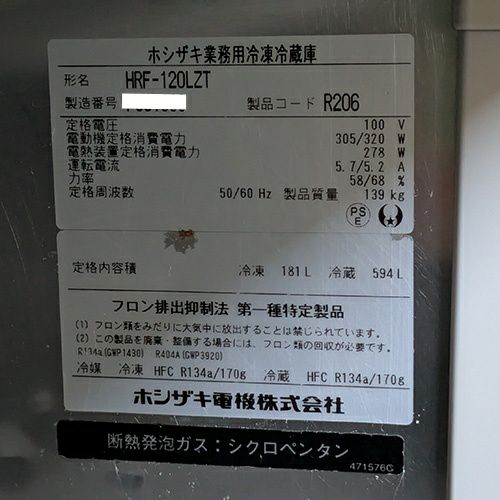 ホシザキ業務用冷凍冷蔵庫
形名 HRF-120LZT
製造番号
製品コード R206
定格電圧 100 V
電動機定格消費電力 305/320 W
電熱装置定格消費電力 278 W
運転電流 5.7/5.2 A
力率 58/68 %
定格周波数 50/60 Hz 製品質量 139 kg
PS
E
定格内容積 冷凍 181L 冷蔵 594L
フロン排出抑制法 第一種特定製品
(1) フロン類をみだりに大気中に放出することは禁じられています。
(2) この製品を廃棄・整備する場合には、フロン類の回収が必要です。
R134a(GWP1430) R404A(GWP3920)
冷媒 冷凍 HFC R134a/170g 冷蔵 HFC R134a/170g
ホシザキ電機株式会社
断熱発泡ガス：シクロペンタン
471576C